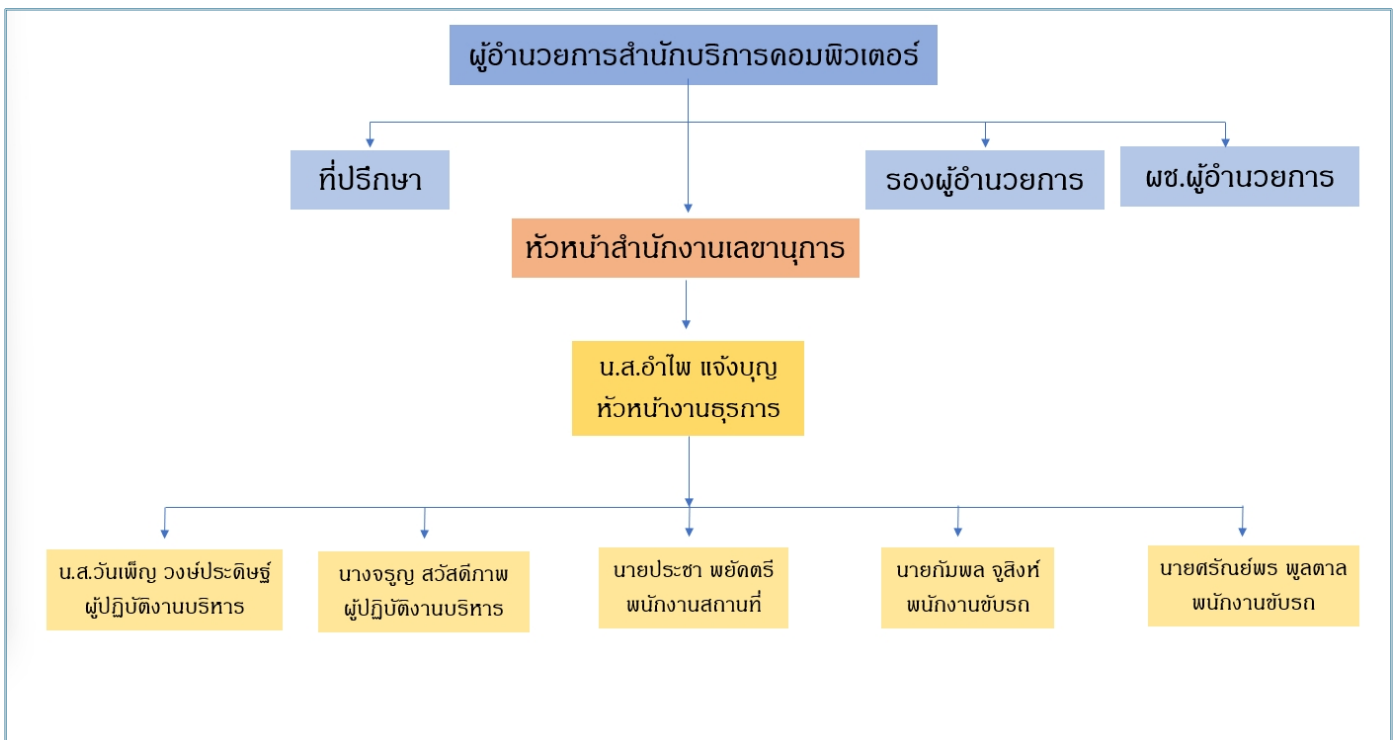 ผู้อำนวยการสำนักบริการคอมพิวเตอร์
ที่ปรึกษา
รองผู้อำนวยการ
ผช.ผู้อำนวยการ
หัวหน้าสำนักงานเลขานุการ
น.ส.อำไพ แจ้งบุญ
หัวหน้างานธุรการ
น.ส.วันเพ็ญ วงษ์ประดิษฐ์
ผู้ปฏิบัติงานบริหาร
นางจรูญ สวัสดีภาพ
ผู้ปฏิบัติงานบริหาร
นายประชา พยัคตรี
พนักงานสถานที่
นายกัมพล จูสิงห์
พนักงานขับรถ
นายศรัณย์พร พูลตาล
พนักงานขับรถ